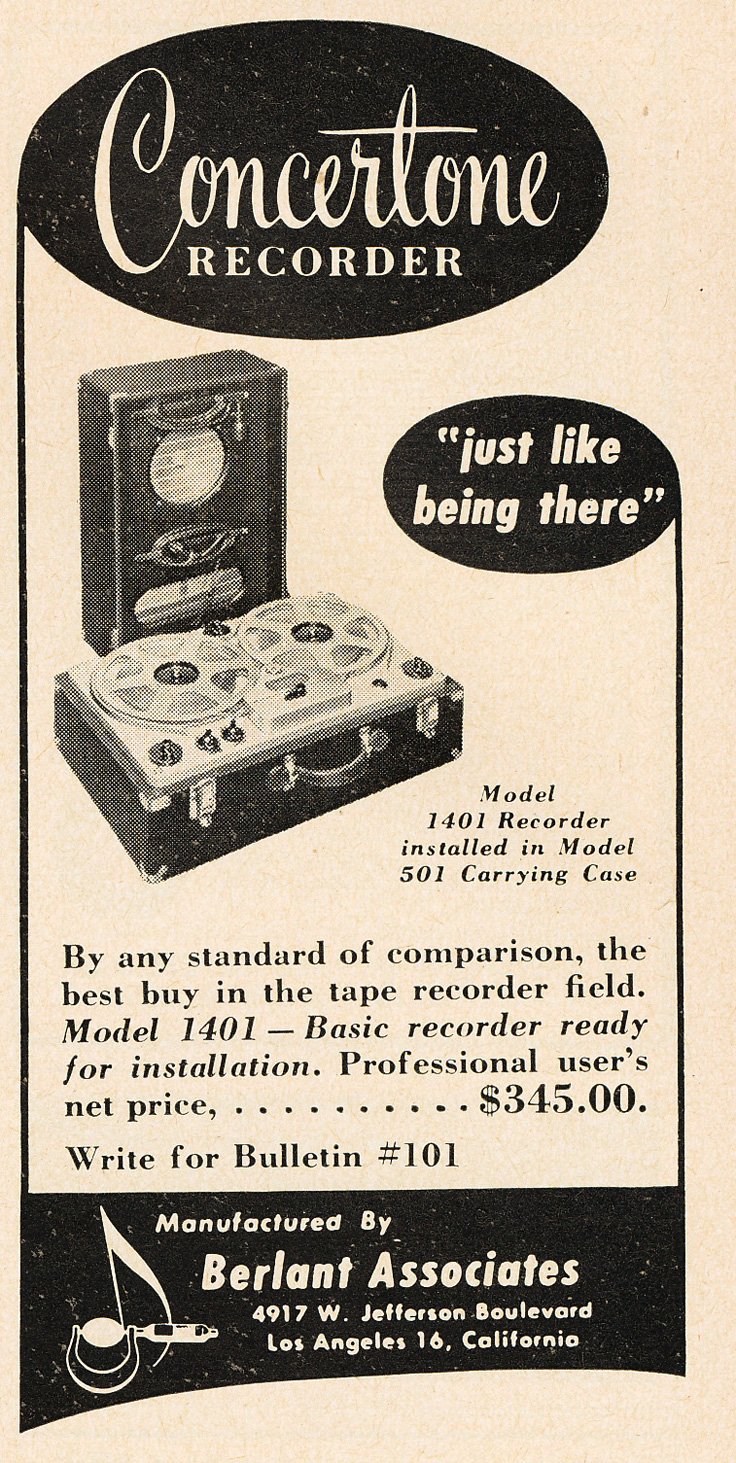 Concertone
RECORDER
"just like
being there"
Model
1401 Recorder
installed in Model
501 Carrying Case
By any standard of comparison, the
best buy in the tape recorder field.
Model 1401 — Basic recorder ready
for installation. Professional user's
net price, . . . . . . . . . . $345.00.
Write for Bulletin #101
Manufactured By
Berlant Associates
4917 W. Jefferson Boulevard
Los Angeles 16, California